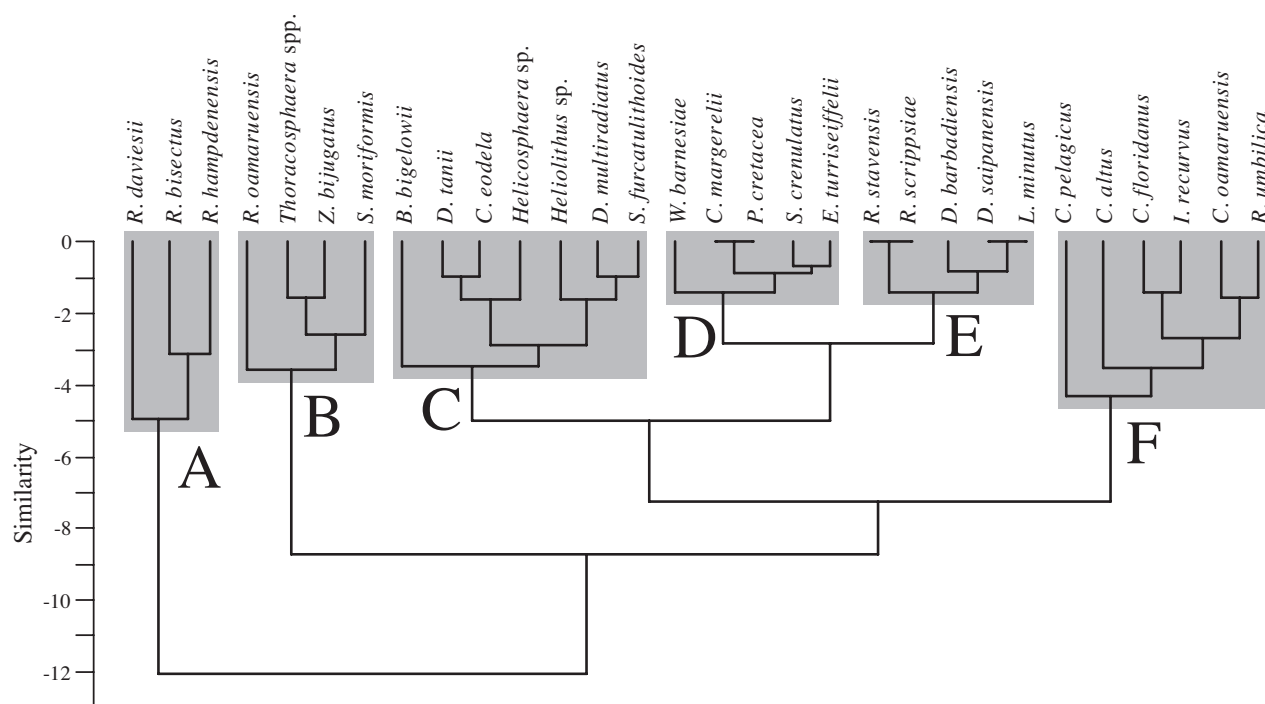 R. daviesii
R. bisectus
R. hampdenensis
R. oamaruensis
Thoracosphaera spp.
Z. bijugatus
S. moriformis
B. bigelowii
D. tanii
C. eodela
Helicosphaera sp.
Heliolithus sp.
D. multiradiatus
S. furcatulithoides
W. barnesiae
C. margerelii
P. cretacea
S. crenulatus
E. turriseiffelii
R. stavensis
R. scrippsiae
D. barbadiensis
D. saipanensis
L. minutus
C. pelagicus
C. altus
C. floridanus
I. recurvus
C. oamaruensis
R. umbilica
0
-2
-4
-6
-8
-10
-12
Similarity
A
B
C
D
E
F